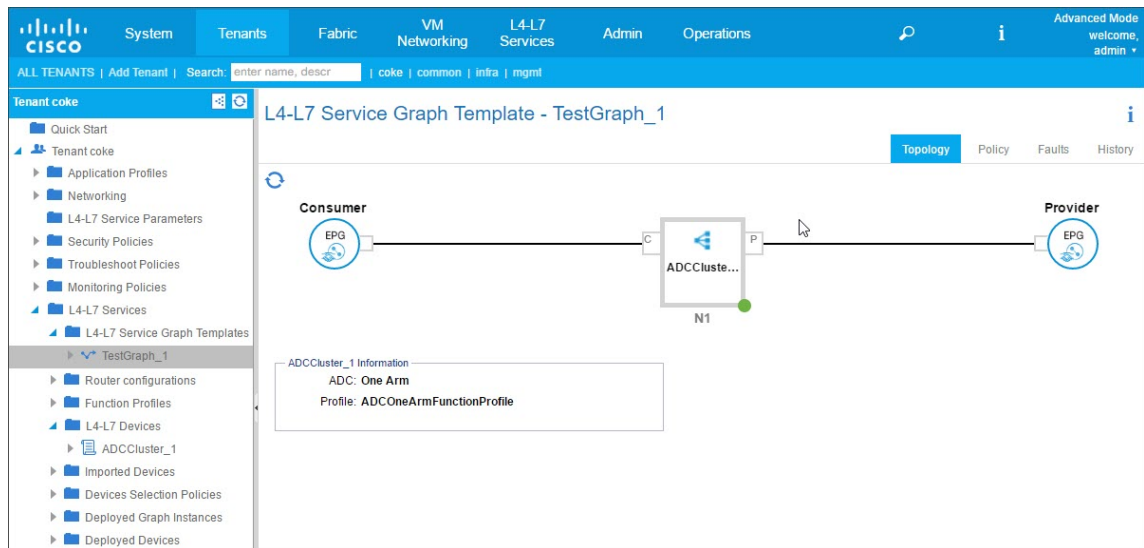 CISCO
System
Tenants
Fabric
VM
Networking
L4-L7
Services
Admin
Operations
i
Advanced Mode
welcome,
admin
ALL TENANTS | Add Tenant | Search: enter name, descr | coke | common | infra | mgmt
Tenant coke
Quick Start
Tenant coke
Application Profiles
Networking
L4-L7 Service Parameters
Security Policies
Troubleshoot Policies
Monitoring Policies
L4-L7 Services
L4-L7 Service Graph Templates
TestGraph_1
Router configurations
Function Profiles
L4-L7 Devices
ADCCluster_1
Imported Devices
Devices Selection Policies
Deployed Graph Instances
Deployed Devices
L4-L7 Service Graph Template - TestGraph_1
i
Topology
Policy
Faults
History
Consumer
EPG
C
P
ADCCluste...
N1
Provider
EPG
ADCCluster_1 Information
ADC: One Arm
Profile: ADCOneArmFunctionProfile